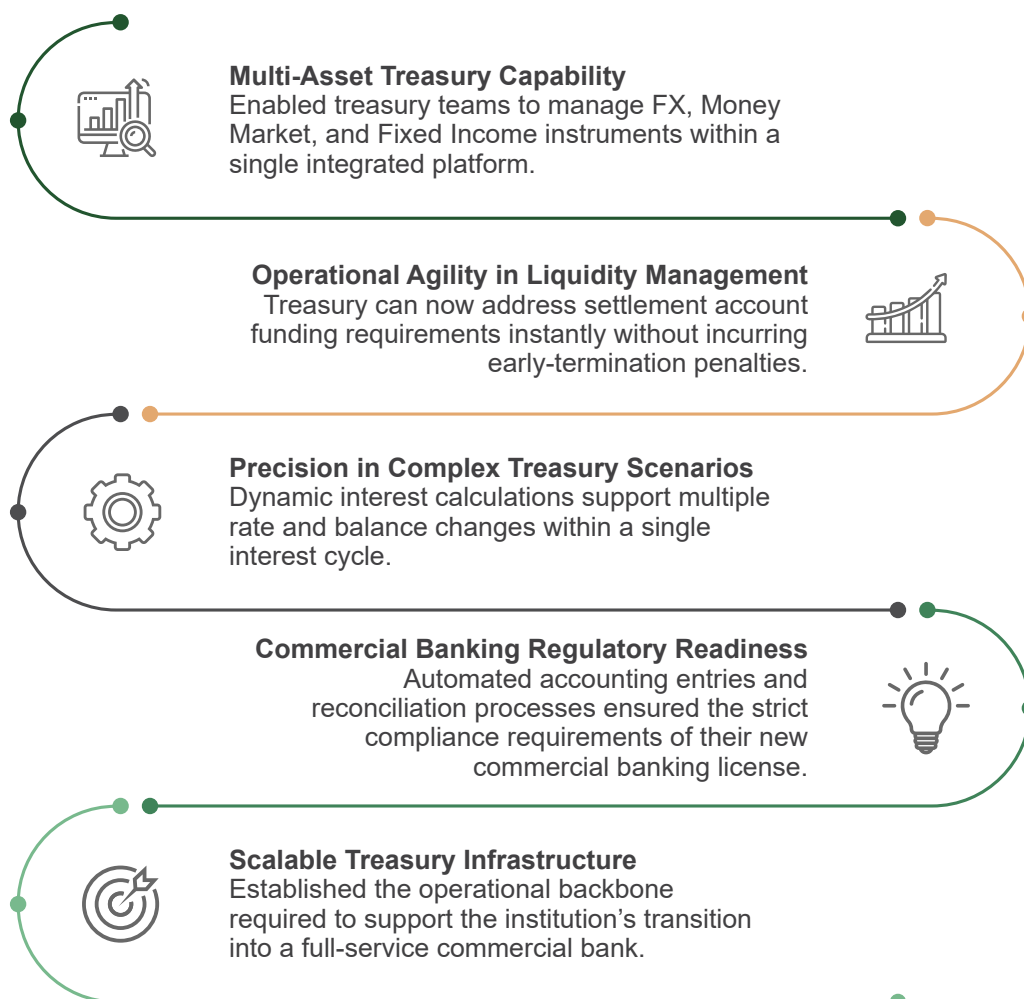 Multi-Asset Treasury Capability
Enabled treasury teams to manage FX, Money
Market, and Fixed Income instruments within a
single integrated platform.
Operational Agility in Liquidity Management
Treasury can now address settlement account
funding requirements instantly without incurring
early-termination penalties.
Precision in Complex Treasury Scenarios
Dynamic interest calculations support multiple
rate and balance changes within a single
interest cycle.
Commercial Banking Regulatory Readiness
Automated accounting entries and
reconciliation processes ensured the strict
compliance requirements of their new
commercial banking license.
Scalable Treasury Infrastructure
Established the operational backbone
required to support the institution’s transition
into a full-service commercial bank.